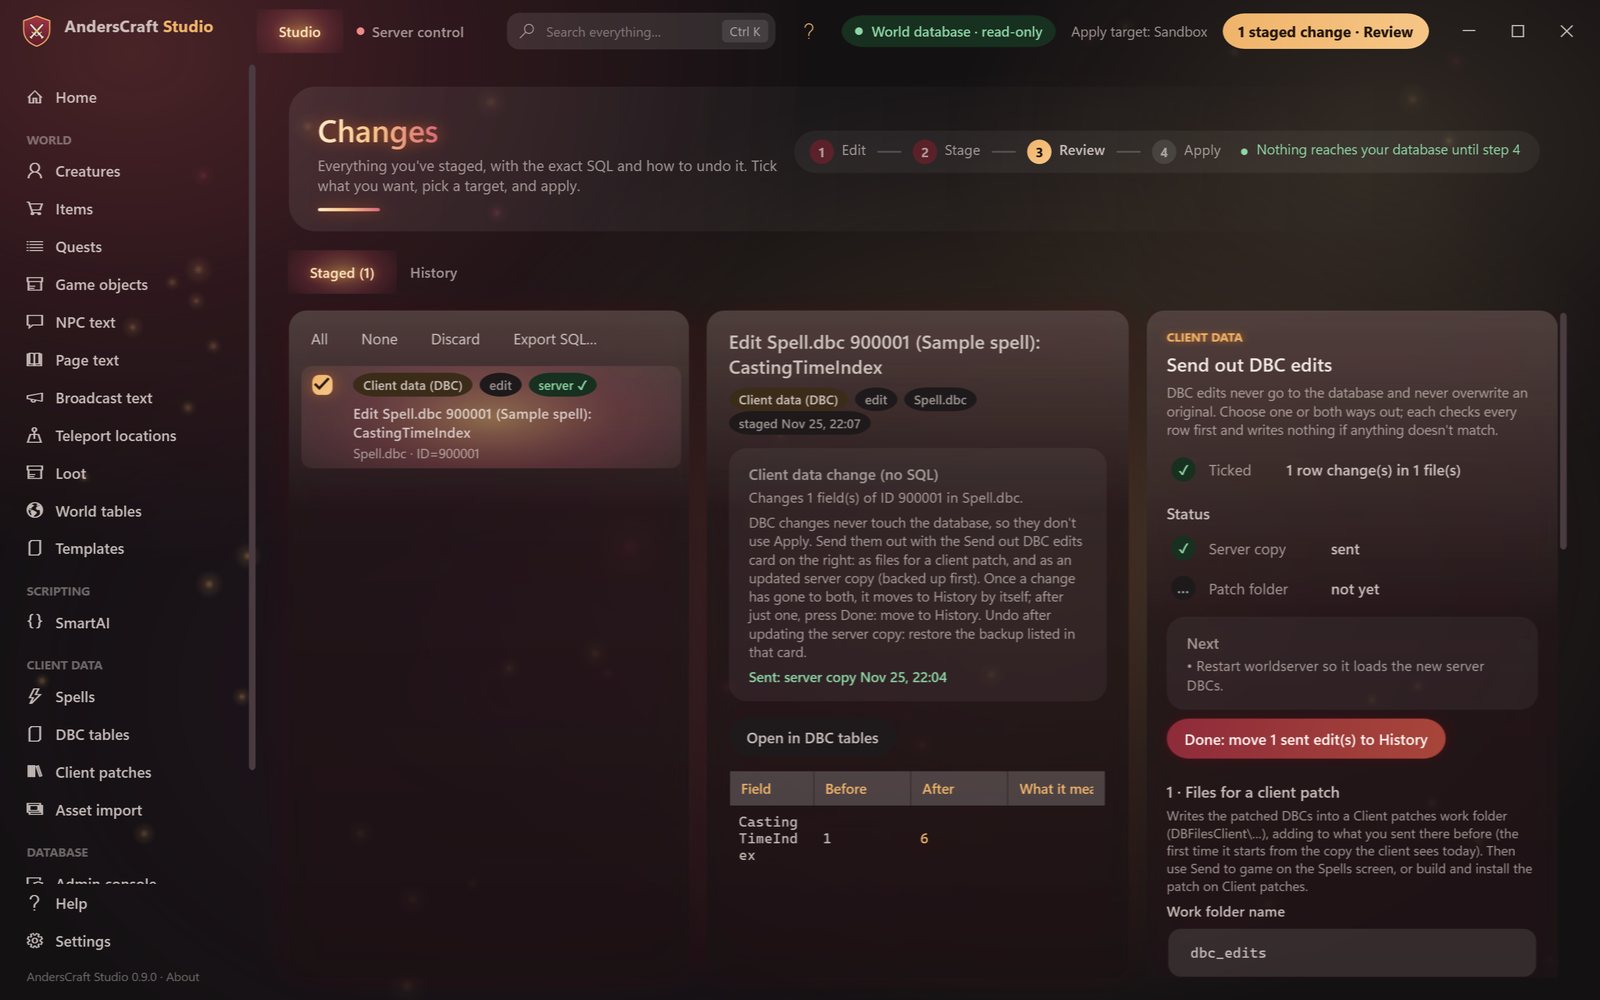 AndersCraft Studio
Studio
Server control
Search everything...
Ctrl K
?
World database · read-only
Apply target: Sandbox
1 staged change · Review
Home
WORLD
Creatures
Items
Quests
Game objects
NPC text
Page text
Broadcast text
Teleport locations
Loot
World tables
Templates
SCRIPTING
SmartAI
CLIENT DATA
Spells
DBC tables
Client patches
Asset import
DATABASE
Admin console
Help
Settings
AndersCraft Studio 0.9.0 · About
Changes
Everything you've staged, with the exact SQL and how to undo it. Tick
what you want, pick a target, and apply.
1 Edit
2 Stage
3 Review
4 Apply
Nothing reaches your database until step 4
Staged (1)
History
All
None
Discard
Export SQL...
Client data (DBC)
edit
server ✓
Edit Spell.dbc 900001 (Sample spell):
CastingTimeIndex
Spell.dbc · ID=900001
Edit Spell.dbc 900001 (Sample spell):
CastingTimeIndex
Client data (DBC)
edit
Spell.dbc
staged Nov 25, 22:07
Client data change (no SQL)
Changes 1 field(s) of ID 900001 in Spell.dbc.
DBC changes never touch the database, so they don't
use Apply. Send them out with the Send out DBC edits
card on the right: as files for a client patch, and as an
updated server copy (backed up first). Once a change
has gone to both, it moves to History by itself; after
just one, press Done: move to History. Undo after
updating the server copy: restore the backup listed in
that card.
Sent: server copy Nov 25, 22:04
Open in DBC tables
Field
Before
After
What it mea
Casting
TimeInd
ex
1
6
CLIENT DATA
Send out DBC edits
DBC edits never go to the database and never overwrite an
original. Choose one or both ways out; each checks every
row first and writes nothing if anything doesn't match.
Ticked
1 row change(s) in 1 file(s)
Status
Server copy
sent
Patch folder
not yet
Next
• Restart worldserver so it loads the new server
DBCs.
Done: move 1 sent edit(s) to History
1 · Files for a client patch
Writes the patched DBCs into a Client patches work folder
(DBFilesClient\...), adding to what you sent there before (the
first time it starts from the copy the client sees today). Then
use Send to game on the Spells screen, or build and install the
patch on Client patches.
Work folder name
dbc_edits